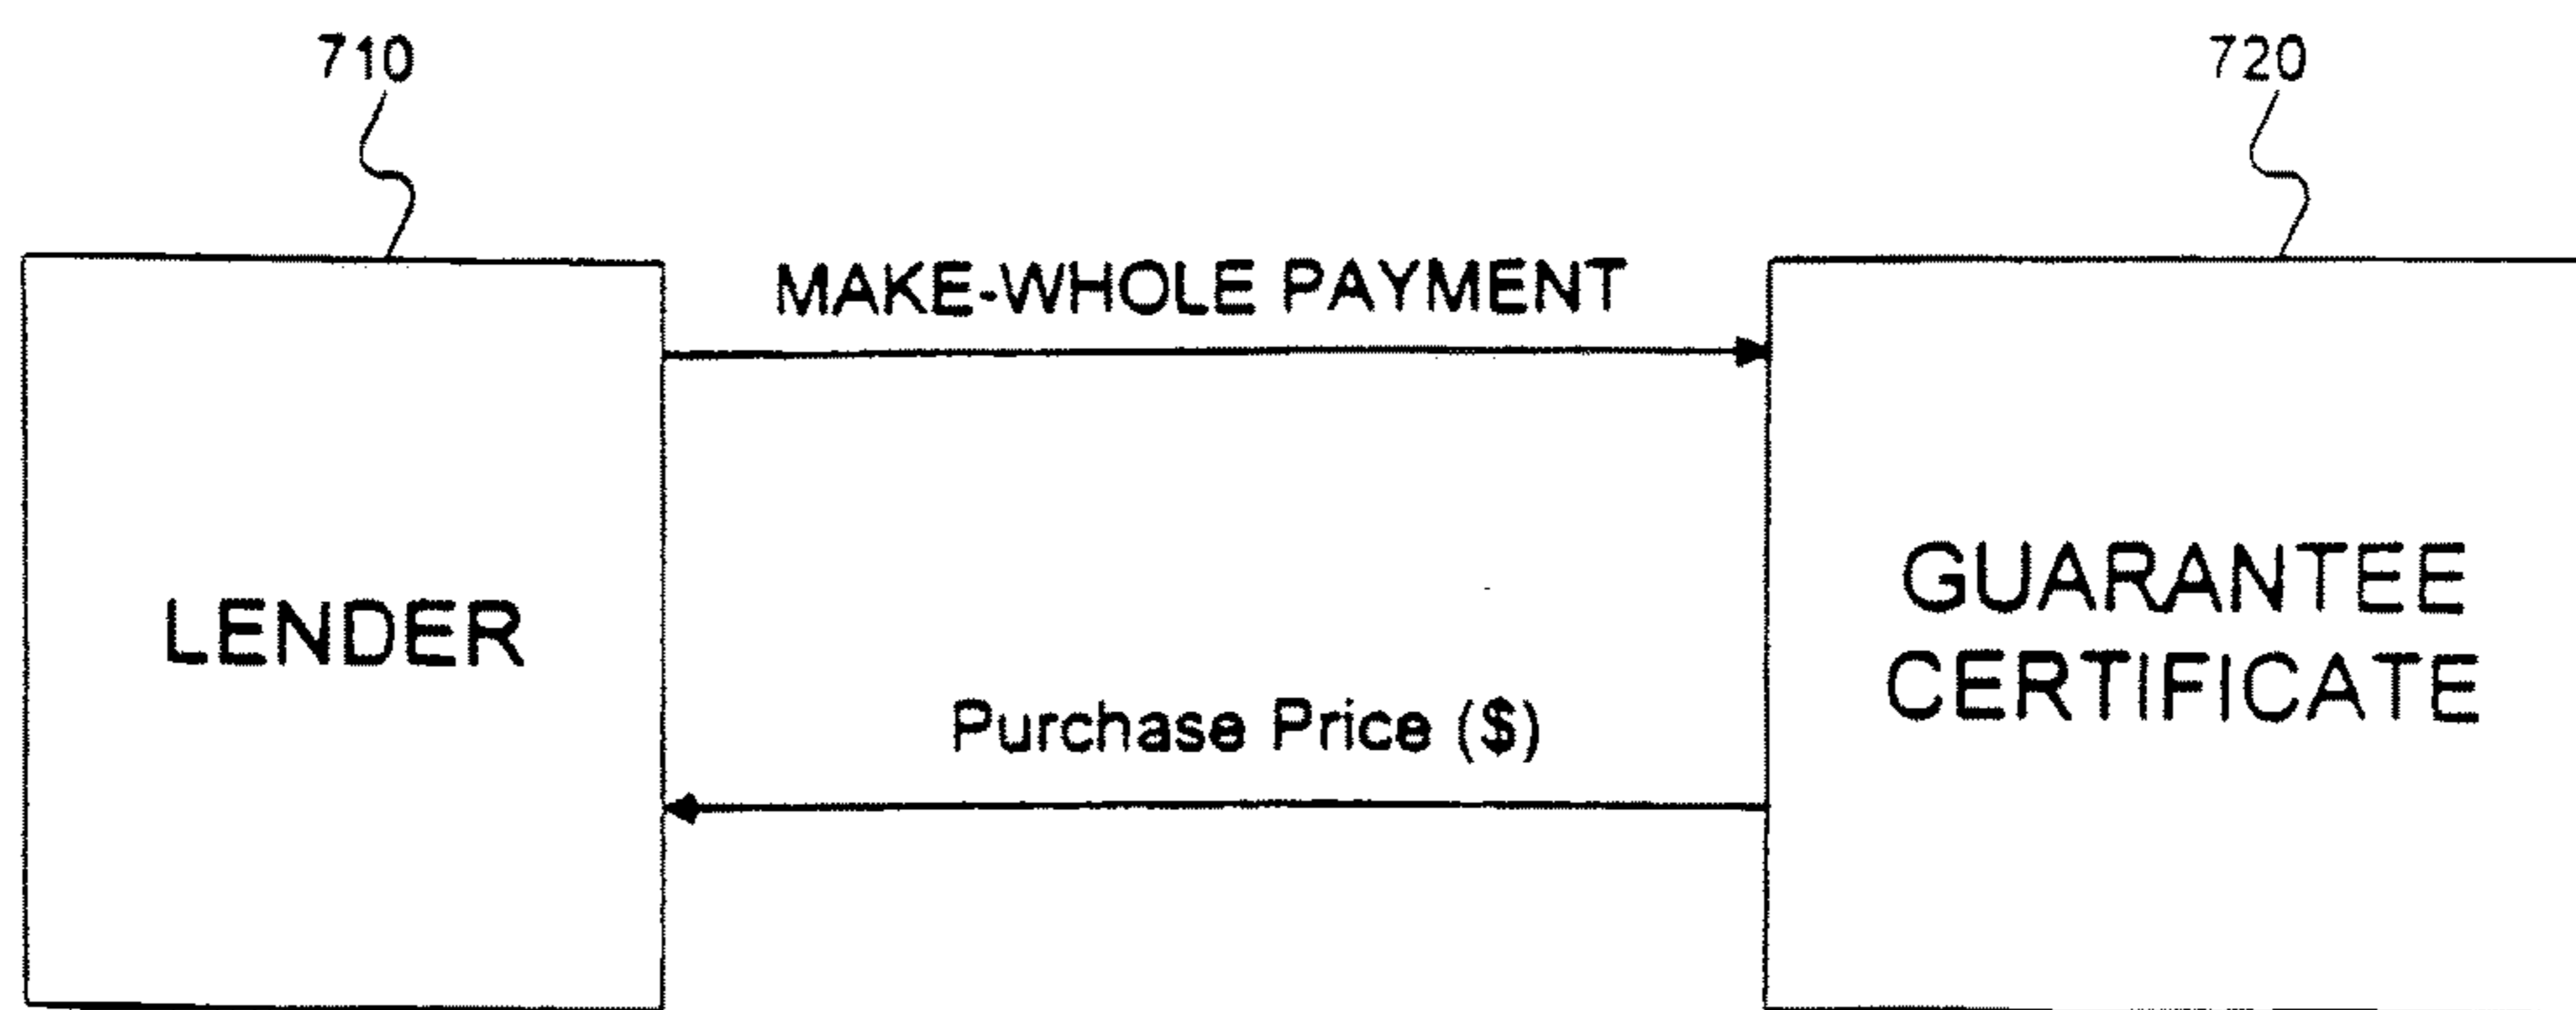 710
720
MAKE-WHOLE PAYMENT
LENDER
GUARANTEE
CERTIFICATE
Purchase Price ($)